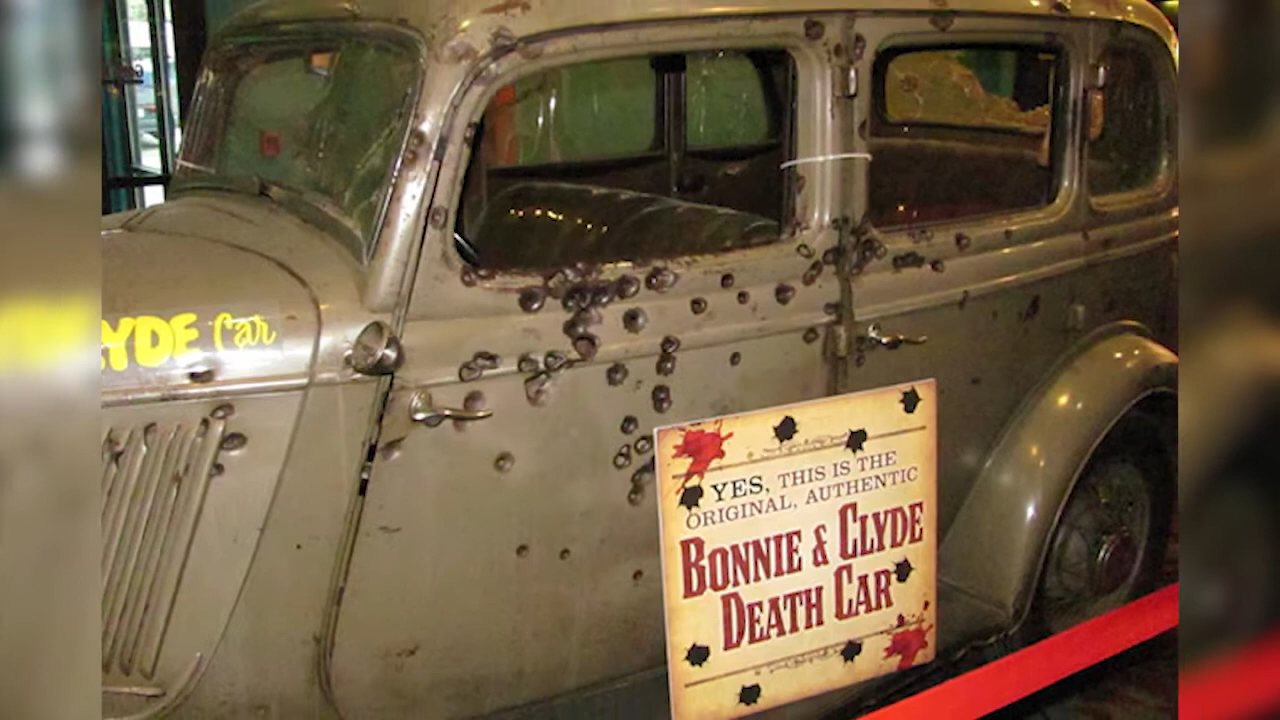 YDE Car
YES, THIS IS THE
ORIGINAL, AUTHENTIC
BONNIE & CLYDE
DEATH CAR